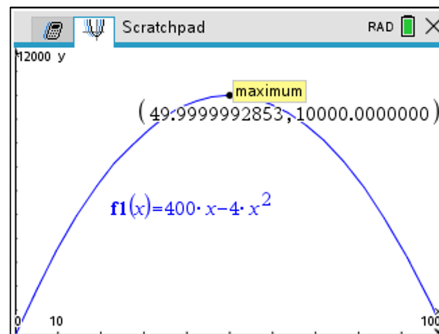 Scratchpad RAD
12000 y
maximum
(49.9999992853,10000.0000000)
f1(x)=400·x-4·x²
0 10 100